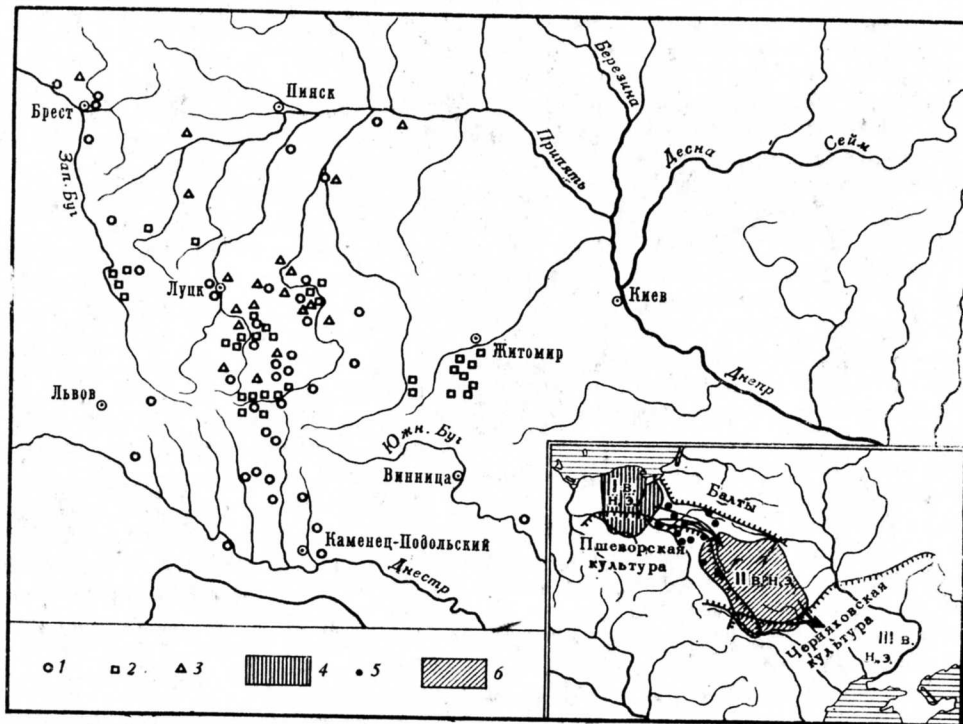 Березина
Пинск
Брест
Припять
Десна
Сейм
Зап. Буг
Луцк
Киев
Житомир
Львов
Днепр
Южн. Буг
Винница
Каменец-Подольский
Днестр
I в.
н.э.
Балты
Пшеворская
культура
II в. н.э.
Черняховская
культура
III в.
н.э.
1
2
3
4
5
6